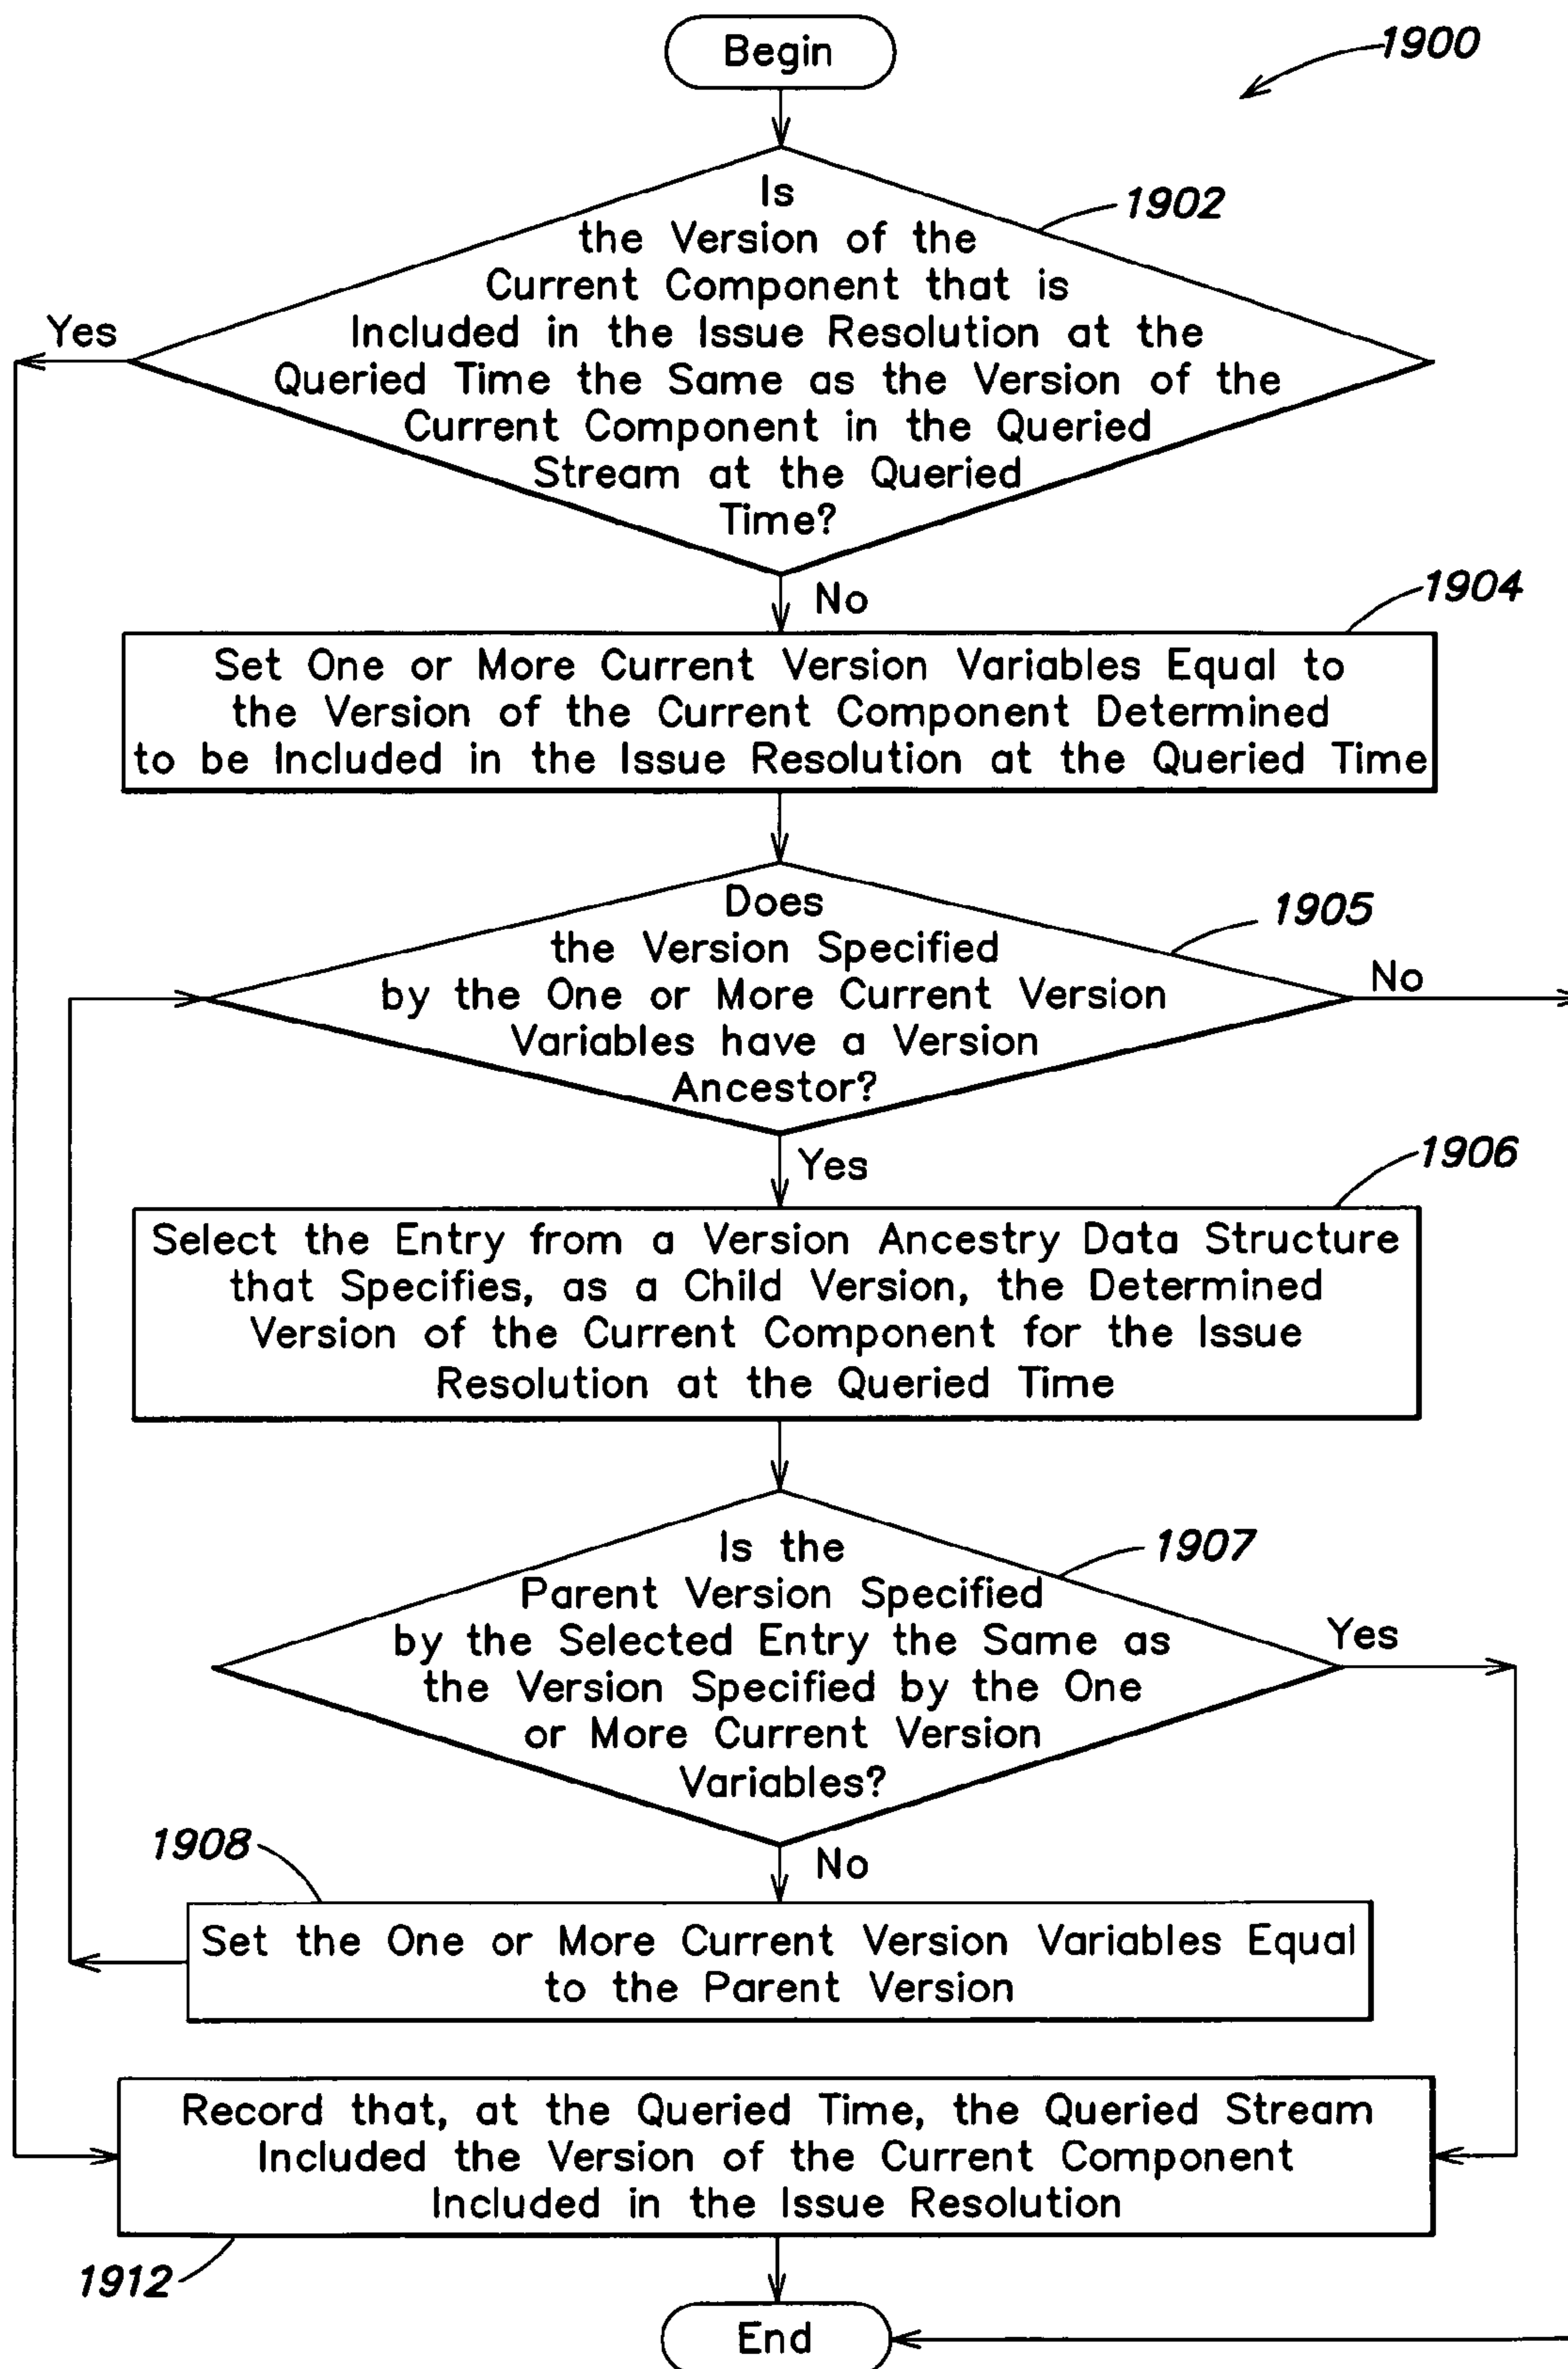 Begin
1900
Is
the Version of the
Current Component that is
Included in the Issue Resolution at the
Queried Time the Same as the Version of the
Current Component in the Queried
Stream at the Queried
Time?
1902
Yes
No
1904
Set One or More Current Version Variables Equal to
the Version of the Current Component Determined
to be Included in the Issue Resolution at the Queried Time
Does
the Version Specified
by the One or More Current Version
Variables have a Version
Ancestor?
1905
No
Yes
1906
Select the Entry from a Version Ancestry Data Structure
that Specifies, as a Child Version, the Determined
Version of the Current Component for the Issue
Resolution at the Queried Time
Is the
Parent Version Specified
by the Selected Entry the Same as
the Version Specified by the One
or More Current Version
Variables?
1907
Yes
No
1908
Set the One or More Current Version Variables Equal
to the Parent Version
Record that, at the Queried Time, the Queried Stream
Included the Version of the Current Component
Included in the Issue Resolution
1912
End